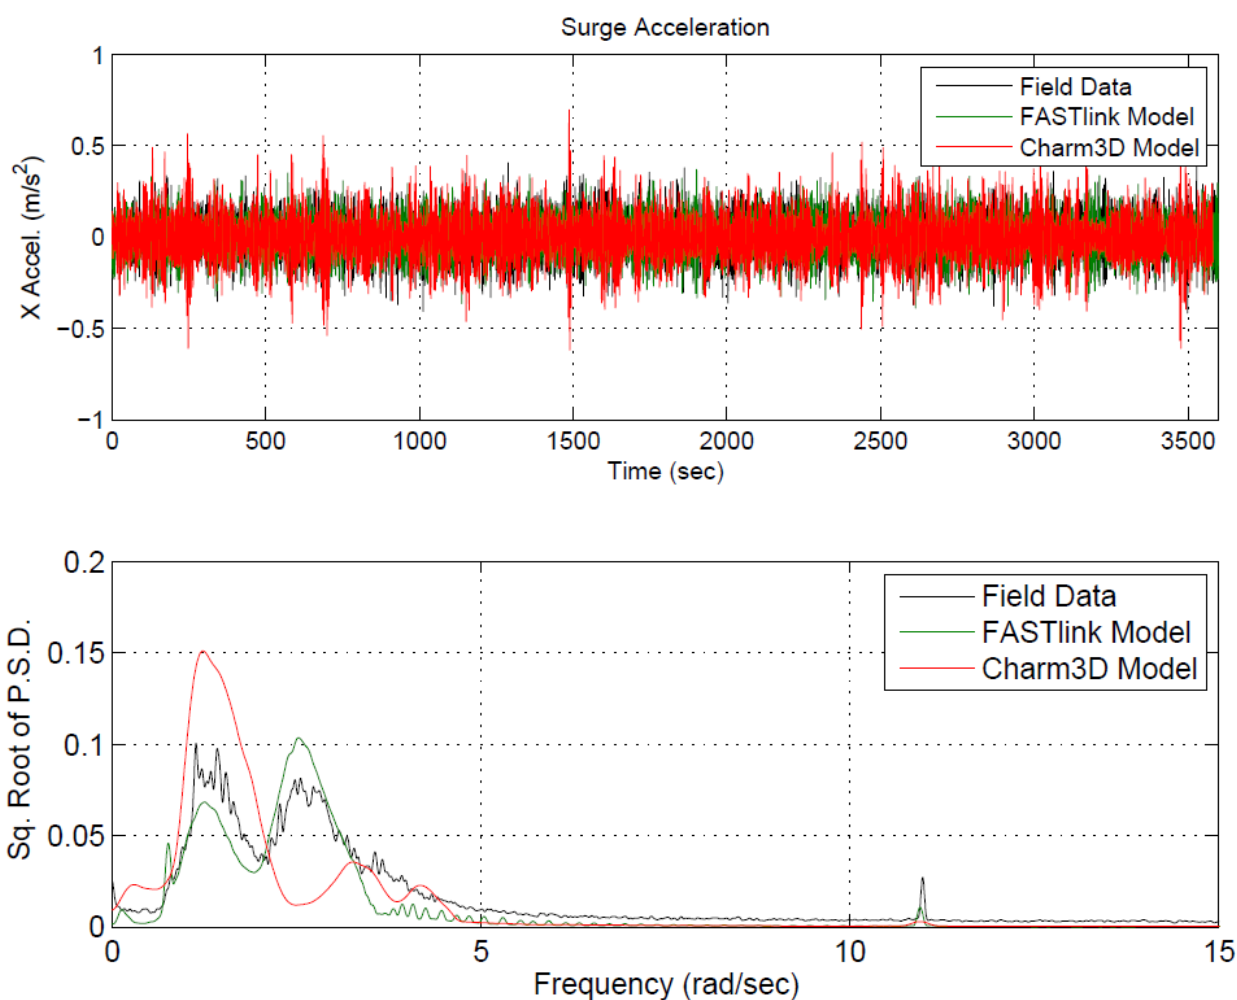 Surge Acceleration
1
0.5
0
−0.5
−1
X Accel. (m/s²)
Field Data
FASTlink Model
Charm3D Model
0 500 1000 1500 2000 2500 3000 3500
Time (sec)
0.2
0.15
0.1
0.05
0
Sq. Root of P.S.D.
Field Data
FASTlink Model
Charm3D Model
0 5 10 15
Frequency (rad/sec)